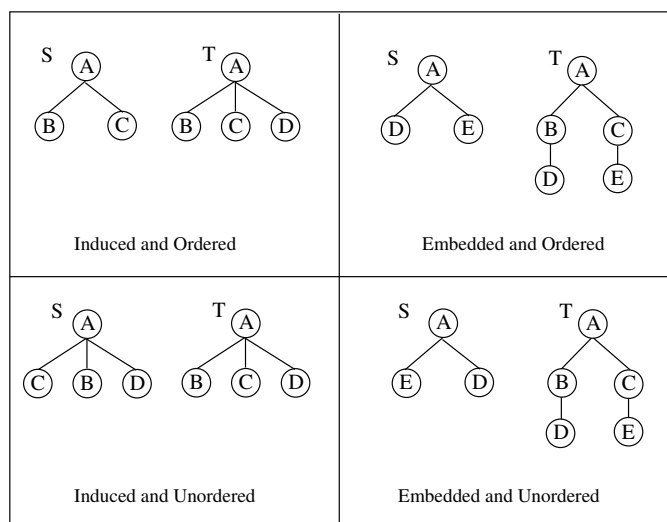 S A T A
B C B C D
Induced and Ordered
S A T A
D E B C
D E
Embedded and Ordered
S A T A
C B D B C D
Induced and Unordered
S A T A
E D B C
D E
Embedded and Unordered